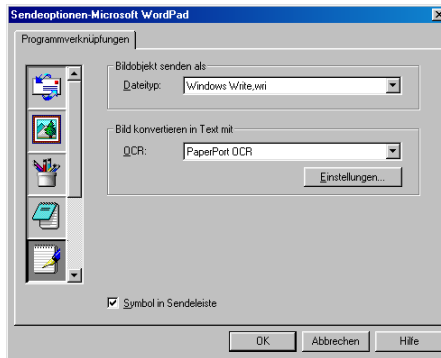 Sendeoptionen-Microsoft WordPad
Programmverknüpfungen
Bildobjekt senden als
Dateityp: Windows Write,wri
Bild konvertieren in Text mit
OCR: PaperPort OCR
Einstellungen...
Symbol in Sendeleiste
OK Abbrechen Hilfe